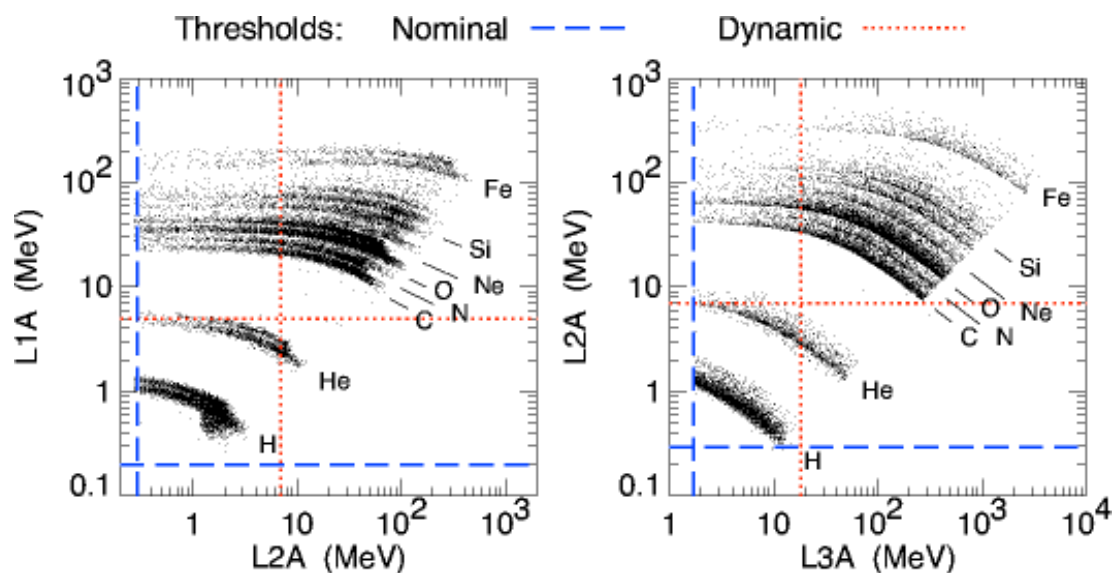 Thresholds: Nominal Dynamic
10³
10²
10
1
0.1
L1A (MeV)
Fe
Si
Ne
O
N
C
He
H
1 10 10² 10³
L2A (MeV)
10³
10²
10
1
0.1
L2A (MeV)
Fe
Si
Ne
O
N
C
He
H
1 10 10² 10³ 10⁴
L3A (MeV)